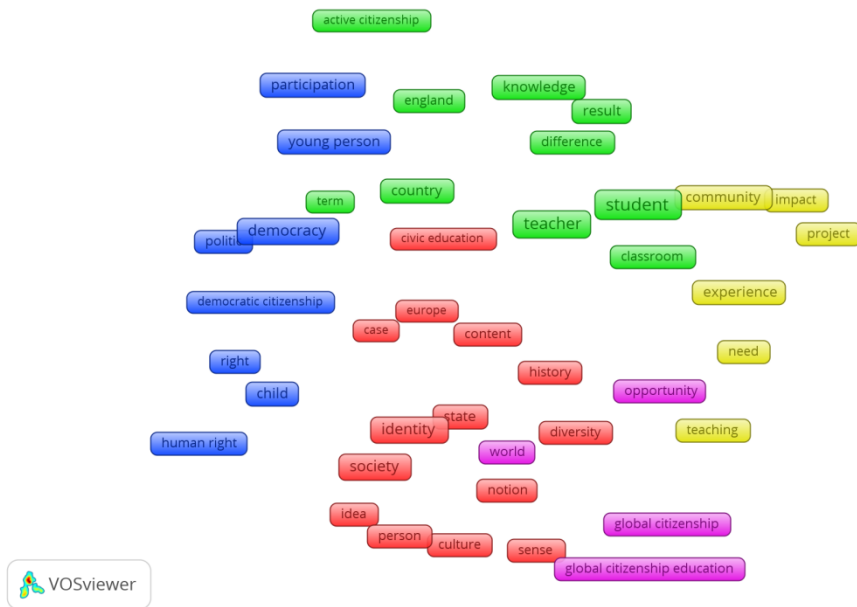 active citizenship
participation
england
knowledge
result
young person
difference
term
country
student
community
impact
politic
democracy
civic education
teacher
project
classroom
democratic citizenship
experience
europe
case
content
right
need
child
history
opportunity
state
identity
diversity
teaching
human right
world
society
notion
idea
person
culture
sense
global citizenship
global citizenship education
VOSviewer